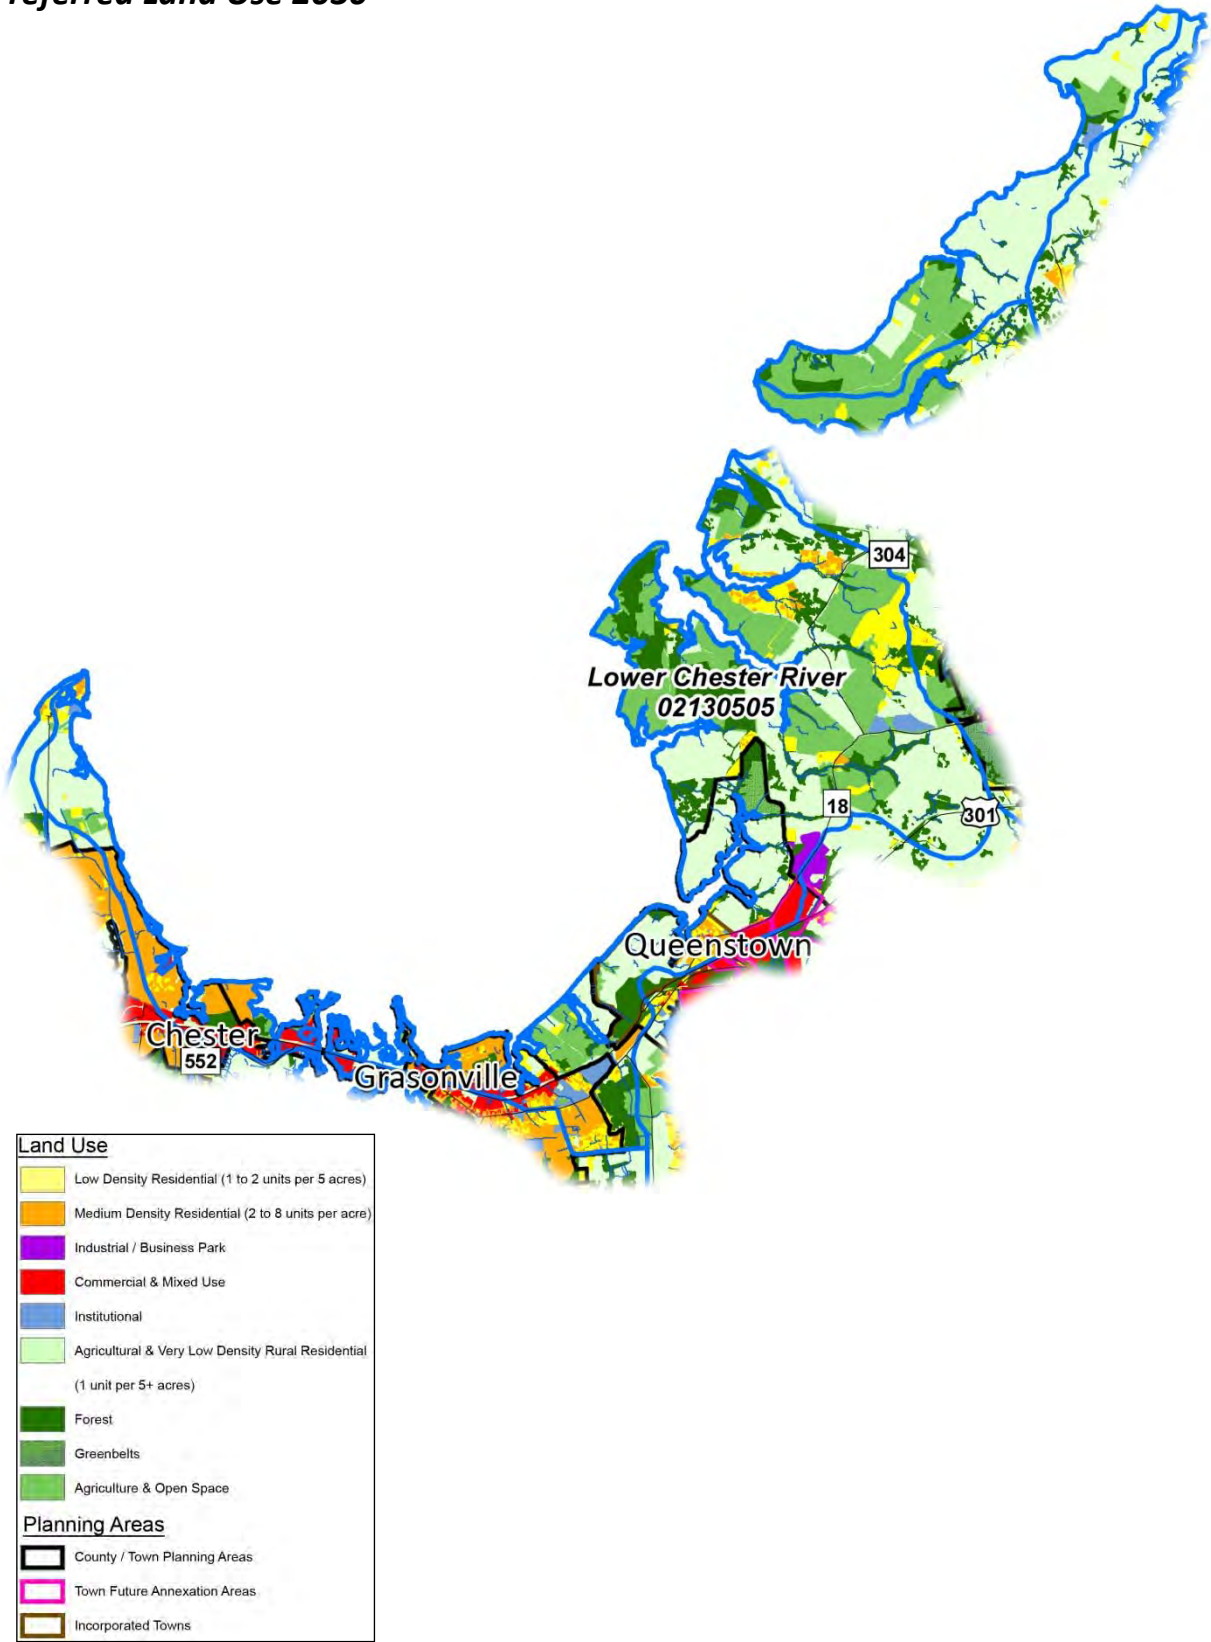 Land Use 2030
304
Lower Chester River
02130505
18
301
Queenstown
Chester
552
Grasonville
Land Use
Low Density Residential (1 to 2 units per 5 acres)
Medium Density Residential (2 to 8 units per acre)
Industrial / Business Park
Commercial & Mixed Use
Institutional
Agricultural & Very Low Density Rural Residential
(1 unit per 5+ acres)
Forest
Greenbelts
Agriculture & Open Space
Planning Areas
County / Town Planning Areas
Town Future Annexation Areas
Incorporated Towns